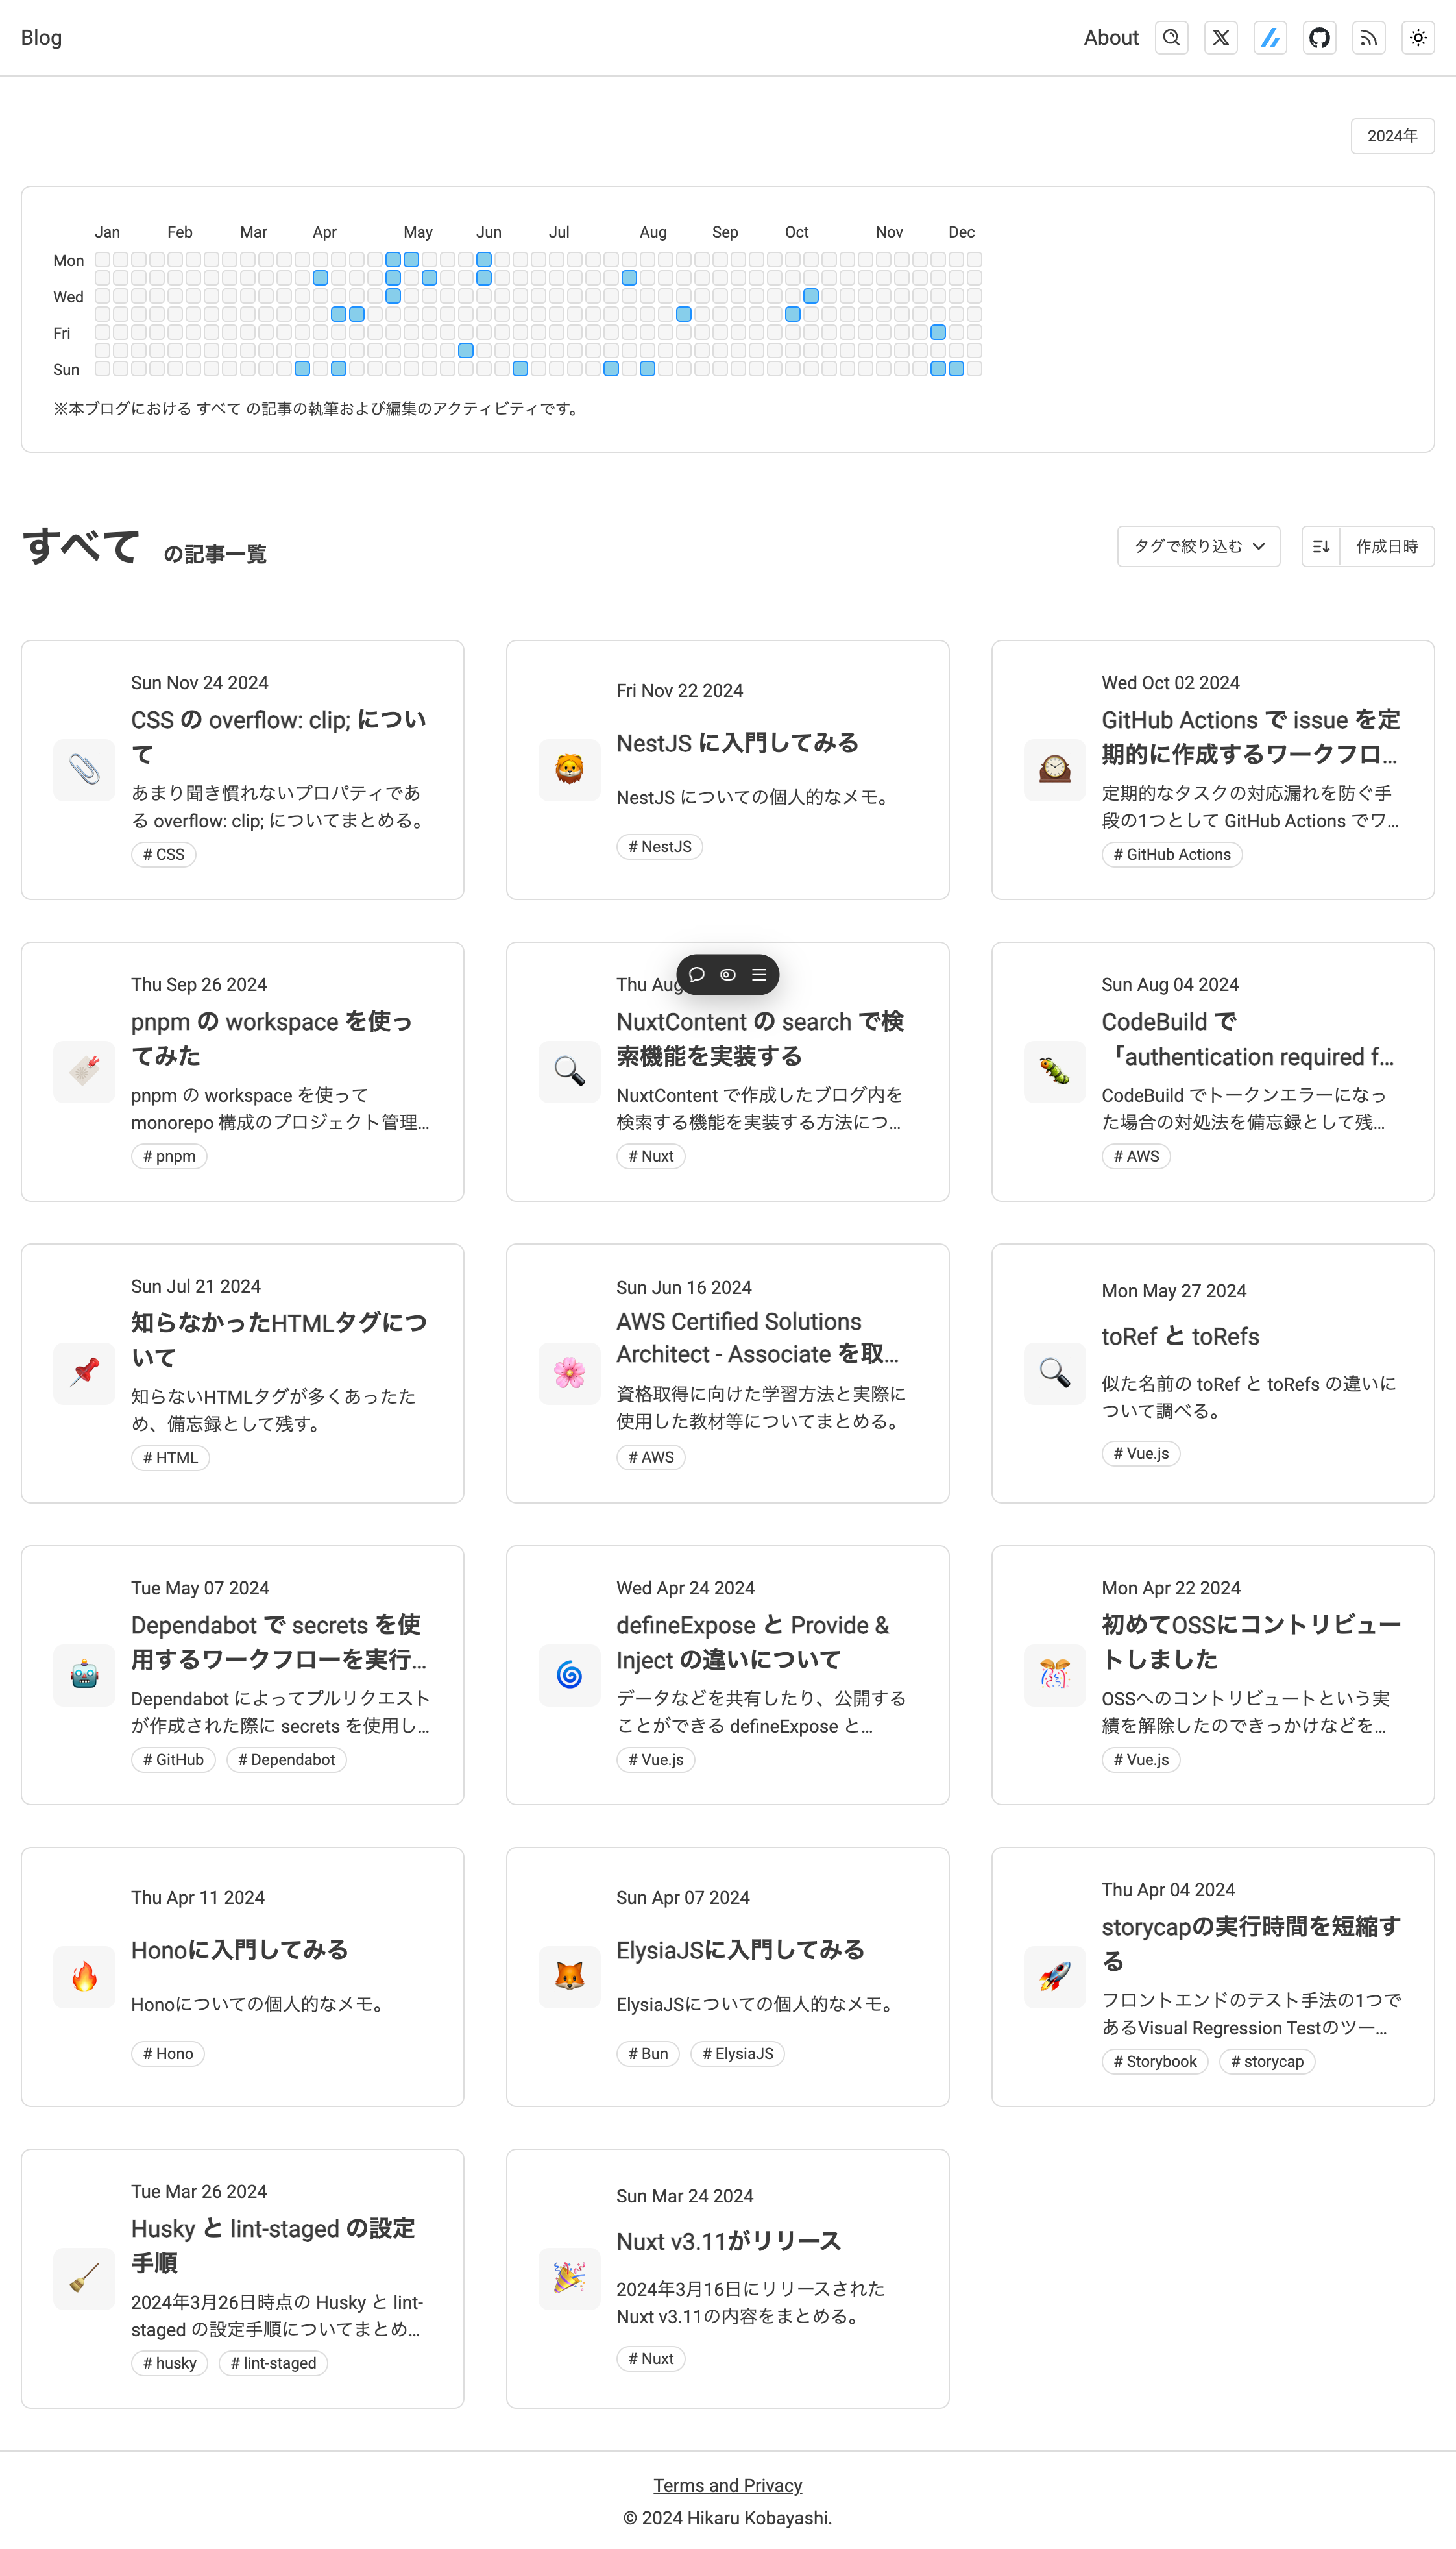 Blog
About
2024年
Jan Feb Mar Apr May Jun Jul Aug Sep Oct Nov Dec
Mon
Wed
Fri
Sun
※本ブログにおける すべて の記事の執筆および編集のアクティビティです。
すべて の記事一覧
タグで絞り込む
作成日時
Sun Nov 24 2024
CSS の overflow: clip; につい
て
あまり聞き慣れないプロパティであ
る overflow: clip; についてまとめる。
# CSS
Fri Nov 22 2024
NestJS に入門してみる
NestJS についての個人的なメモ。
# NestJS
Wed Oct 02 2024
GitHub Actions で issue を定
期的に作成するワークフロ…
定期的なタスクの対応漏れを防ぐ手
段の1つとして GitHub Actions でワ…
# GitHub Actions
Thu Sep 26 2024
pnpm の workspace を使っ
てみた
pnpm の workspace を使って
monorepo 構成のプロジェクト管理…
# pnpm
Thu Aug
NuxtContent の search で検
索機能を実装する
NuxtContent で作成したブログ内を
検索する機能を実装する方法につ…
# Nuxt
Sun Aug 04 2024
CodeBuild で
「authentication required f…
CodeBuild でトークンエラーになっ
た場合の対処法を備忘録として残…
# AWS
Sun Jul 21 2024
知らなかったHTMLタグにつ
いて
知らないHTMLタグが多くあったた
め、備忘録として残す。
# HTML
Sun Jun 16 2024
AWS Certified Solutions
Architect - Associate を取…
資格取得に向けた学習方法と実際に
使用した教材等についてまとめる。
# AWS
Mon May 27 2024
toRef と toRefs
似た名前の toRef と toRefs の違いに
ついて調べる。
# Vue.js
Tue May 07 2024
Dependabot で secrets を使
用するワークフローを実行…
Dependabot によってプルリクエスト
が作成された際に secrets を使用し…
# GitHub # Dependabot
Wed Apr 24 2024
defineExpose と Provide &
Inject の違いについて
データなどを共有したり、公開する
ことができる defineExpose と…
# Vue.js
Mon Apr 22 2024
初めてOSSにコントリビュー
トしました
OSSへのコントリビュートという実
績を解除したのできっかけなどを…
# Vue.js
Thu Apr 11 2024
Honoに入門してみる
Honoについての個人的なメモ。
# Hono
Sun Apr 07 2024
ElysiaJSに入門してみる
ElysiaJSについての個人的なメモ。
# Bun # ElysiaJS
Thu Apr 04 2024
storycapの実行時間を短縮す
る
フロントエンドのテスト手法の1つで
あるVisual Regression Testのツー…
# Storybook # storycap
Tue Mar 26 2024
Husky と lint-staged の設定
手順
2024年3月26日時点の Husky と lint-
staged の設定手順についてまとめ…
# husky # lint-staged
Sun Mar 24 2024
Nuxt v3.11がリリース
2024年3月16日にリリースされた
Nuxt v3.11の内容をまとめる。
# Nuxt
Terms and Privacy
© 2024 Hikaru Kobayashi.